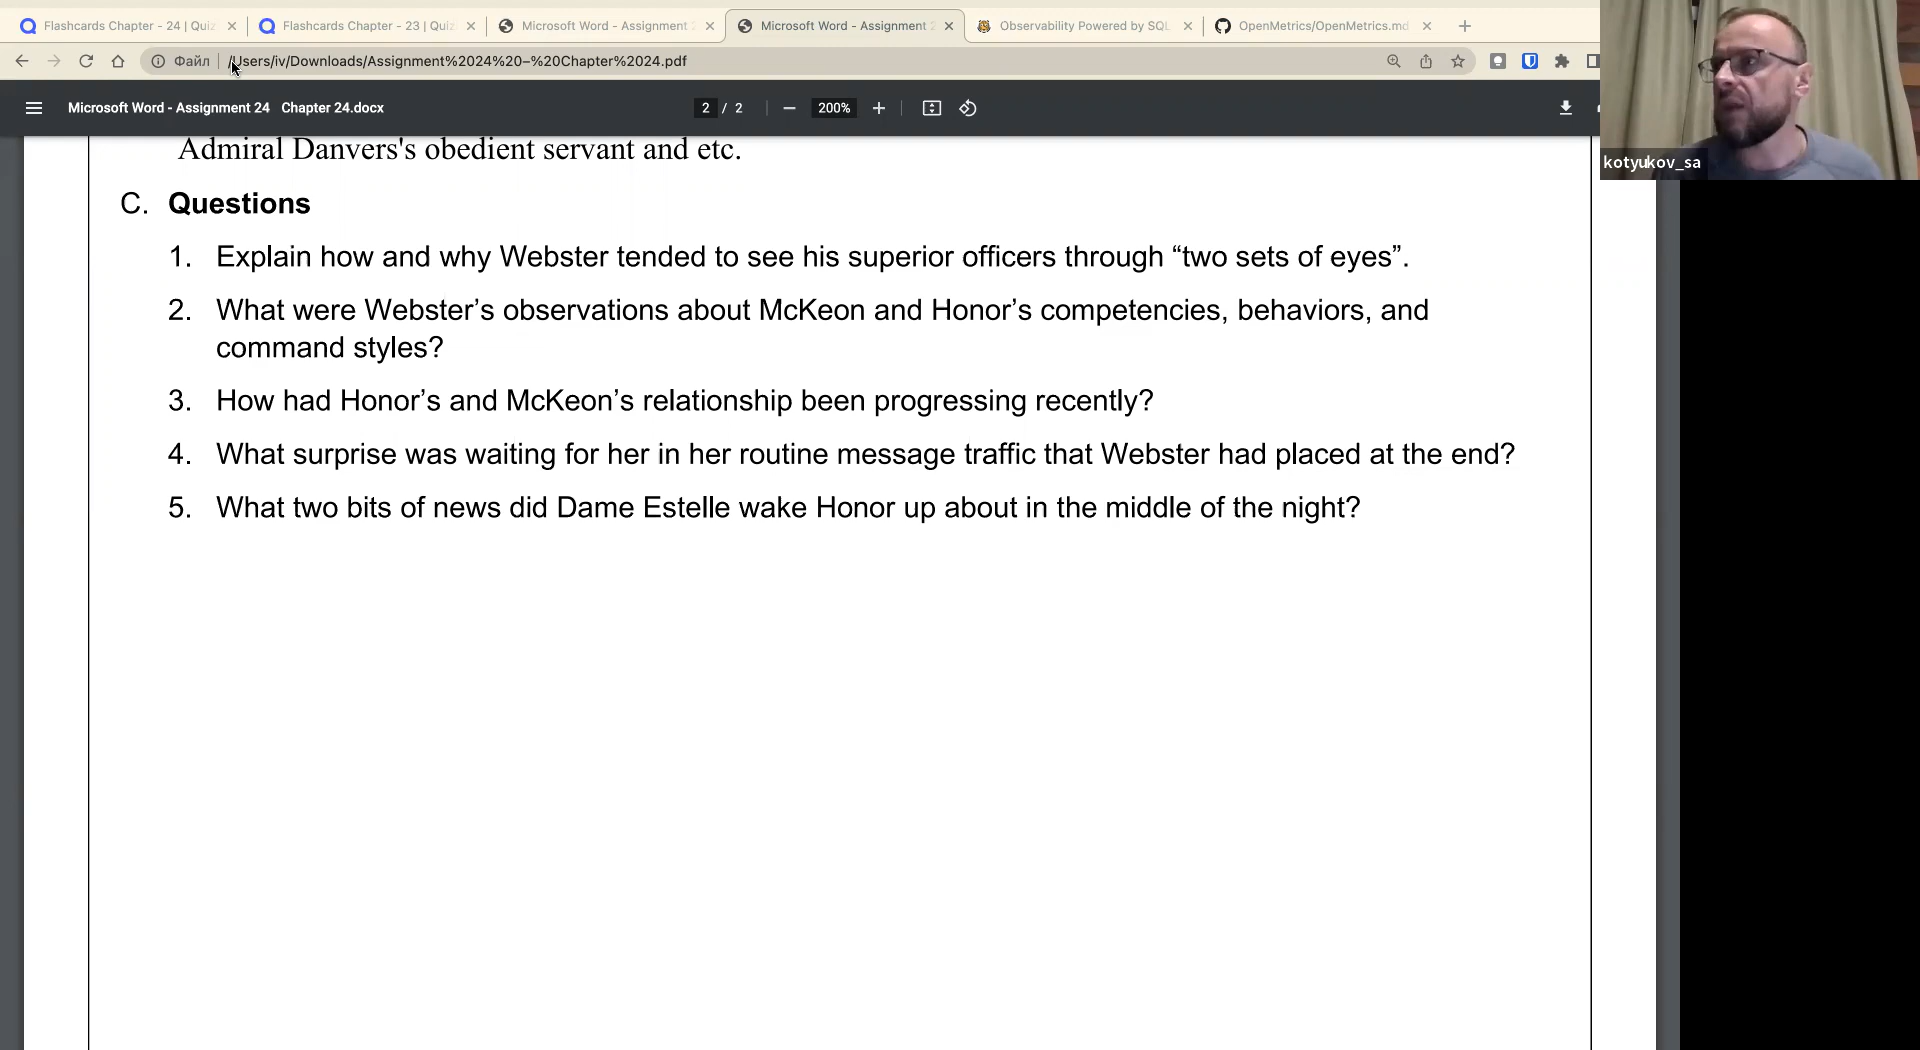 Flashcards Chapter - 24 | Quiz
Flashcards Chapter - 23 | Quiz
Microsoft Word - Assignment 2
Microsoft Word - Assignment 2
Observability Powered by SQL
OpenMetrics/OpenMetrics.md
Файл
/Users/iv/Downloads/Assignment%2024%20–%20Chapter%2024.pdf
Microsoft Word - Assignment 24 Chapter 24.docx
2 / 2
200%
kotyukov_sa
Admiral Danvers's obedient servant and etc.
C. Questions
1. Explain how and why Webster tended to see his superior officers through “two sets of eyes”.
2. What were Webster’s observations about McKeon and Honor’s competencies, behaviors, and
command styles?
3. How had Honor’s and McKeon’s relationship been progressing recently?
4. What surprise was waiting for her in her routine message traffic that Webster had placed at the end?
5. What two bits of news did Dame Estelle wake Honor up about in the middle of the night?